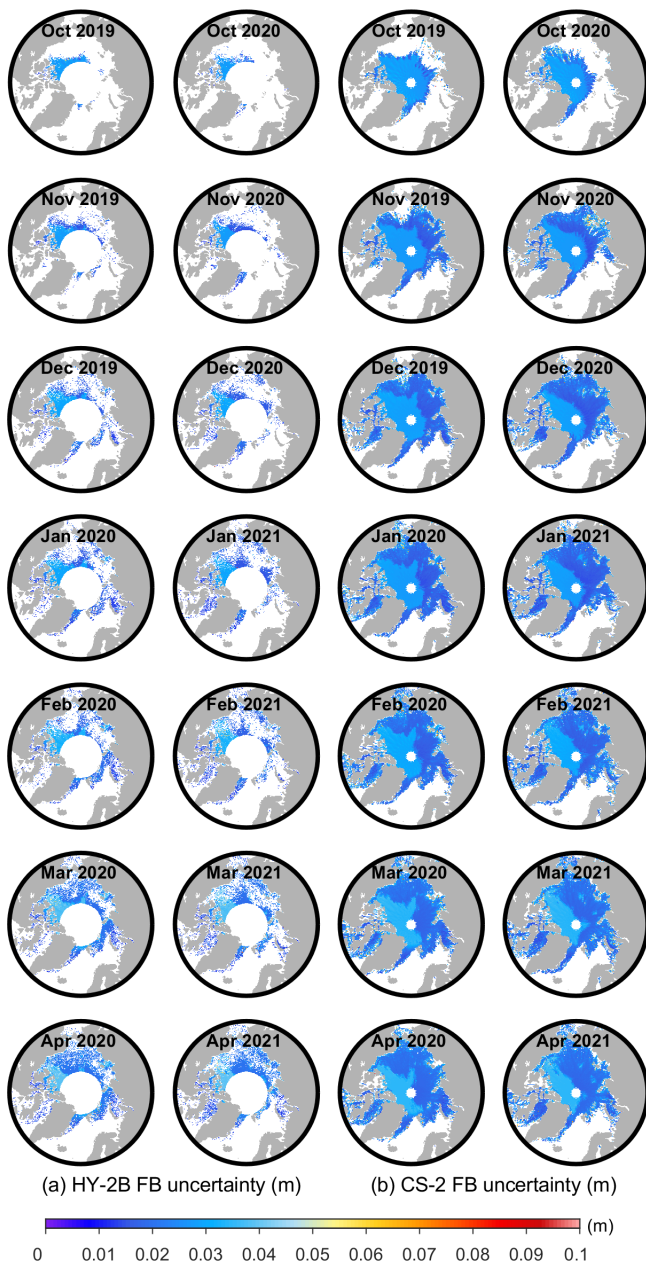 Oct 2019 Oct 2020 Oct 2019 Oct 2020
Nov 2019 Nov 2020 Nov 2019 Nov 2020
Dec 2019 Dec 2020 Dec 2019 Dec 2020
Jan 2020 Jan 2021 Jan 2020 Jan 2021
Feb 2020 Feb 2021 Feb 2020 Feb 2021
Mar 2020 Mar 2021 Mar 2020 Mar 2021
Apr 2020 Apr 2021 Apr 2020 Apr 2021
(a) HY-2B FB uncertainty (m) (b) CS-2 FB uncertainty (m)
(m)
0 0.01 0.02 0.03 0.04 0.05 0.06 0.07 0.08 0.09 0.1